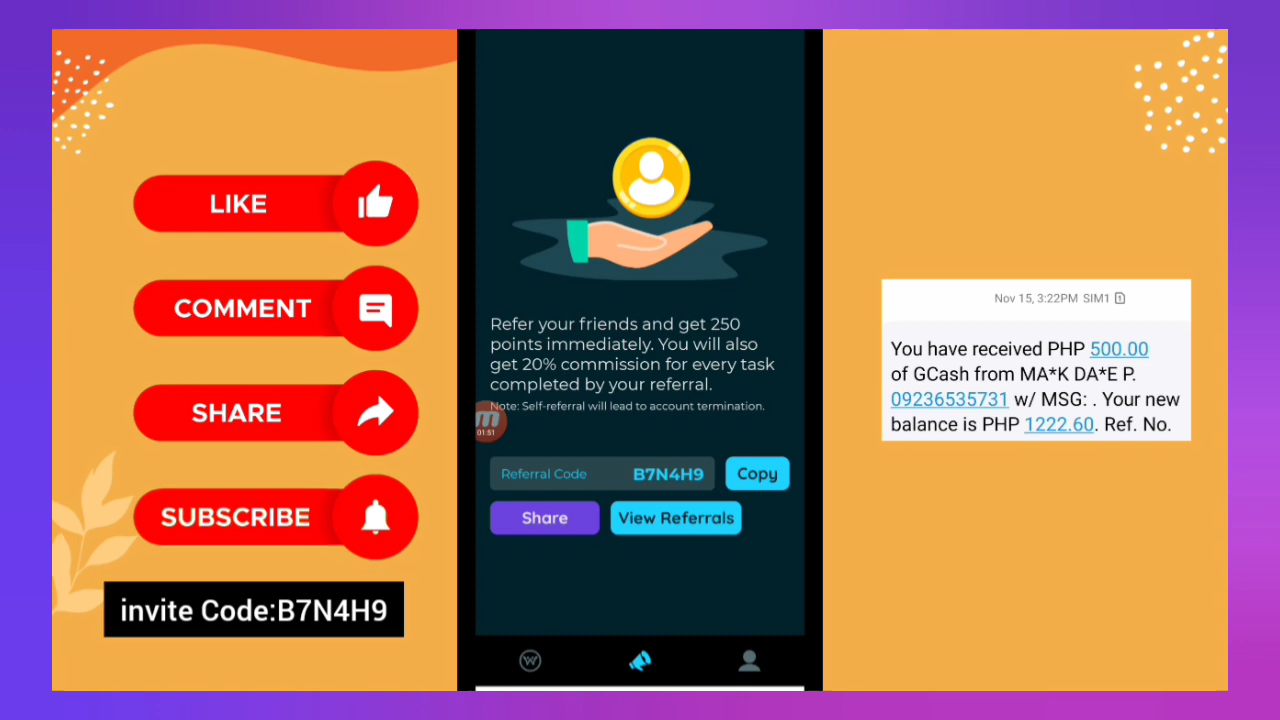 LIKE
COMMENT
SHARE
SUBSCRIBE
invite Code:B7N4H9
Refer your friends and get 250
points immediately. You will also
get 20% commission for every task
completed by your referral.
Note: Self-referral will lead to account termination.
01:51
Referral Code B7N4H9 Copy
Share View Referrals
Nov 15, 3:22PM SIM1 1
You have received PHP 500.00
of GCash from MA*K DA*E P.
09236535731 w/ MSG: . Your new
balance is PHP 1222.60. Ref. No.